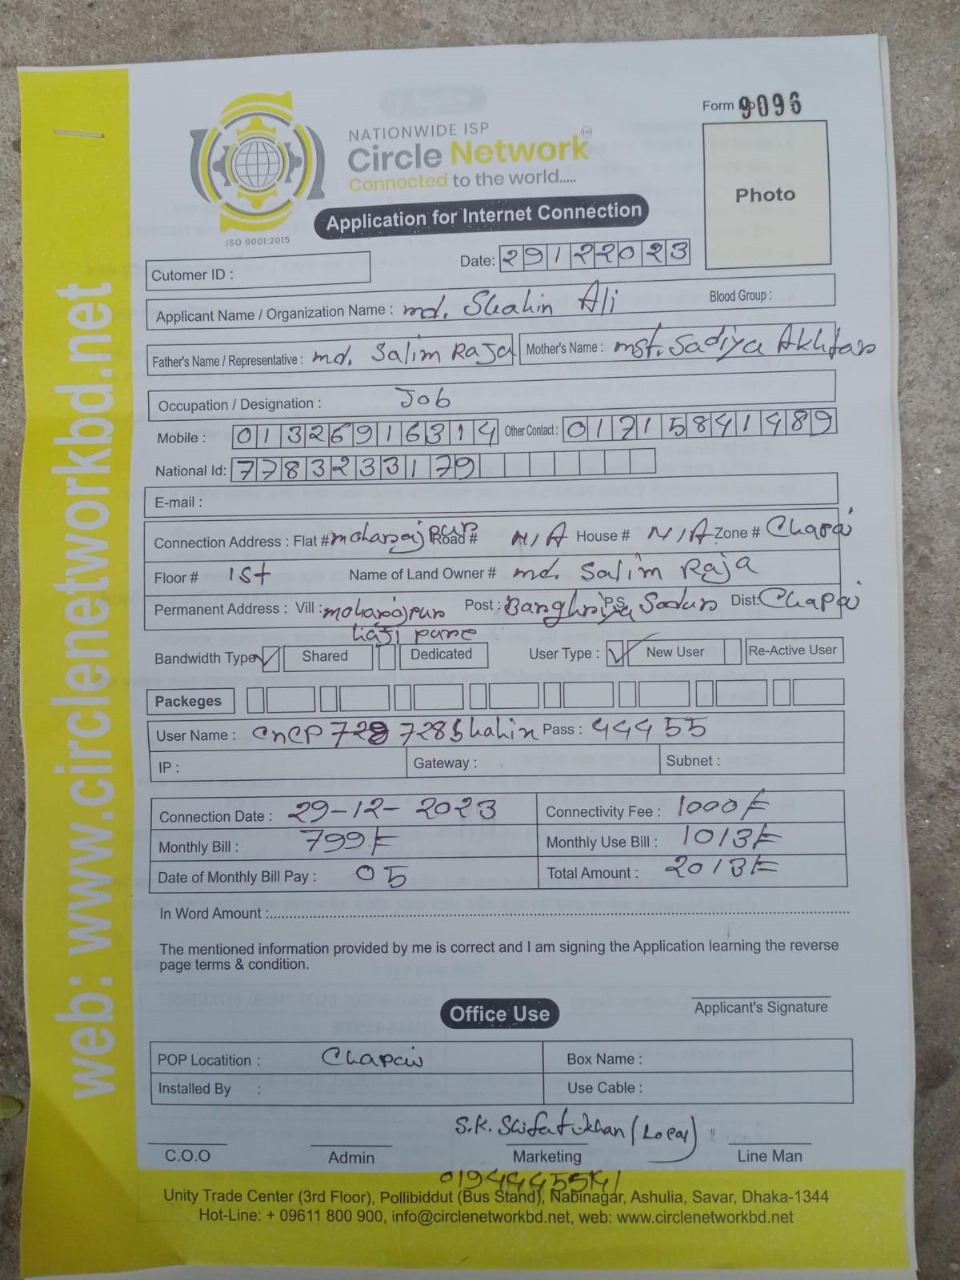 Form 9096
NATIONWIDE ISP
Circle Network
Connected to the world.....
ISO 9001:2015
Photo
Application for Internet Connection
Cutomer ID :
Date: 29122023
Applicant Name / Organization Name : md. Shahin Ali Blood Group :
Father's Name / Representative : md. Salim Raja Mother's Name : mst. Sadiya Akhtar
Occupation / Designation : Job
Mobile : 01326916314 Other Contact : 01715841489
National Id: 7783233179
E-mail :
Connection Address : Flat # moharajpur Road # N/A House # N/A Zone # Chapai
Floor # 1st Name of Land Owner # md. Salim Raja
Permanent Address : Vill : moharajpur Post : P.S Sadar Dist: Chapai
Bandwidth Type Shared Dedicated User Type : New User Re-Active User
Packeges
User Name : CnCP 728 728Shahin Pass : 44455
IP : Gateway : Subnet :
Connection Date : 29-12-2023 Connectivity Fee : 1000/=
Monthly Bill : 799/= Monthly Use Bill : 1013/=
Date of Monthly Bill Pay : 05 Total Amount : 2013/=
In Word Amount :
The mentioned information provided by me is correct and I am signing the Application learning the reverse
page terms & condition.
Applicant's Signature
Office Use
POP Locatition : Chapai Box Name :
Installed By : Use Cable :
S.K. (Local)
C.O.O Admin Marketing Line Man
Unity Trade Center (3rd Floor), Pollibiddut (Bus Stand), Nabinagar, Ashulia, Savar, Dhaka-1344
Hot-Line: + 09611 800 900, info@circlenetworkbd.net, web: www.circlenetworkbd.net
web: www.circlenetworkbd.net